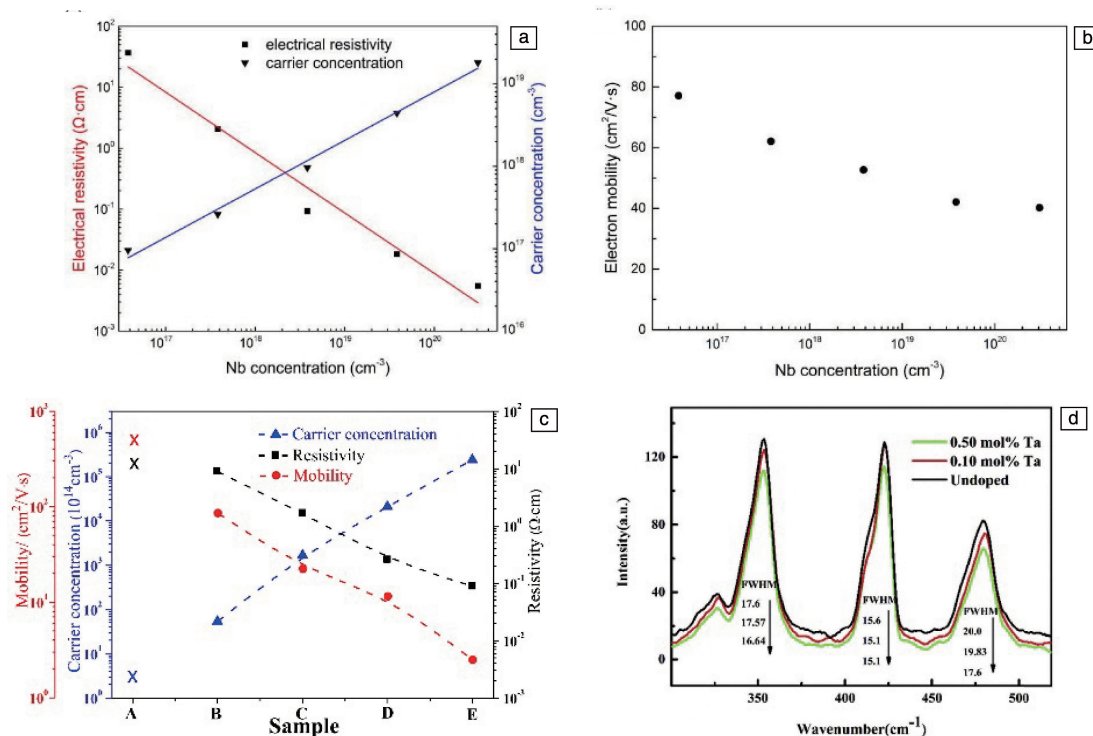 a
electrical resistivity
carrier concentration
10²
10¹
10⁰
10⁻¹
10⁻²
10⁻³
Electrical resistivity (Ω·cm)
10¹⁹
10¹⁸
10¹⁷
10¹⁶
Carrier concentration (cm⁻³)
10¹⁷ 10¹⁸ 10¹⁹ 10²⁰
Nb concentration (cm⁻³)
b
100
80
60
40
20
0
Electron mobility (cm²/V·s)
10¹⁷ 10¹⁸ 10¹⁹ 10²⁰
Nb concentration (cm⁻³)
c
Carrier concentration
Resistivity
Mobility
10³
10²
10¹
10⁰
Mobility/ (cm²/V·s)
10⁶
10⁵
10⁴
10³
10²
10¹
10⁰
Carrier concentration (10¹⁴cm⁻³)
X
X
X
10²
10¹
10⁰
10⁻¹
10⁻²
10⁻³
Resistivity (Ω·cm)
A B C D E
Sample
d
0.50 mol% Ta
0.10 mol% Ta
Undoped
120
80
40
0
Intensity(a.u.)
FWHM
17.6
17.57
16.64
FWHM
15.6
15.1
15.1
FWHM
20.0
19.83
17.6
350 400 450 500
Wavenumber(cm⁻¹)